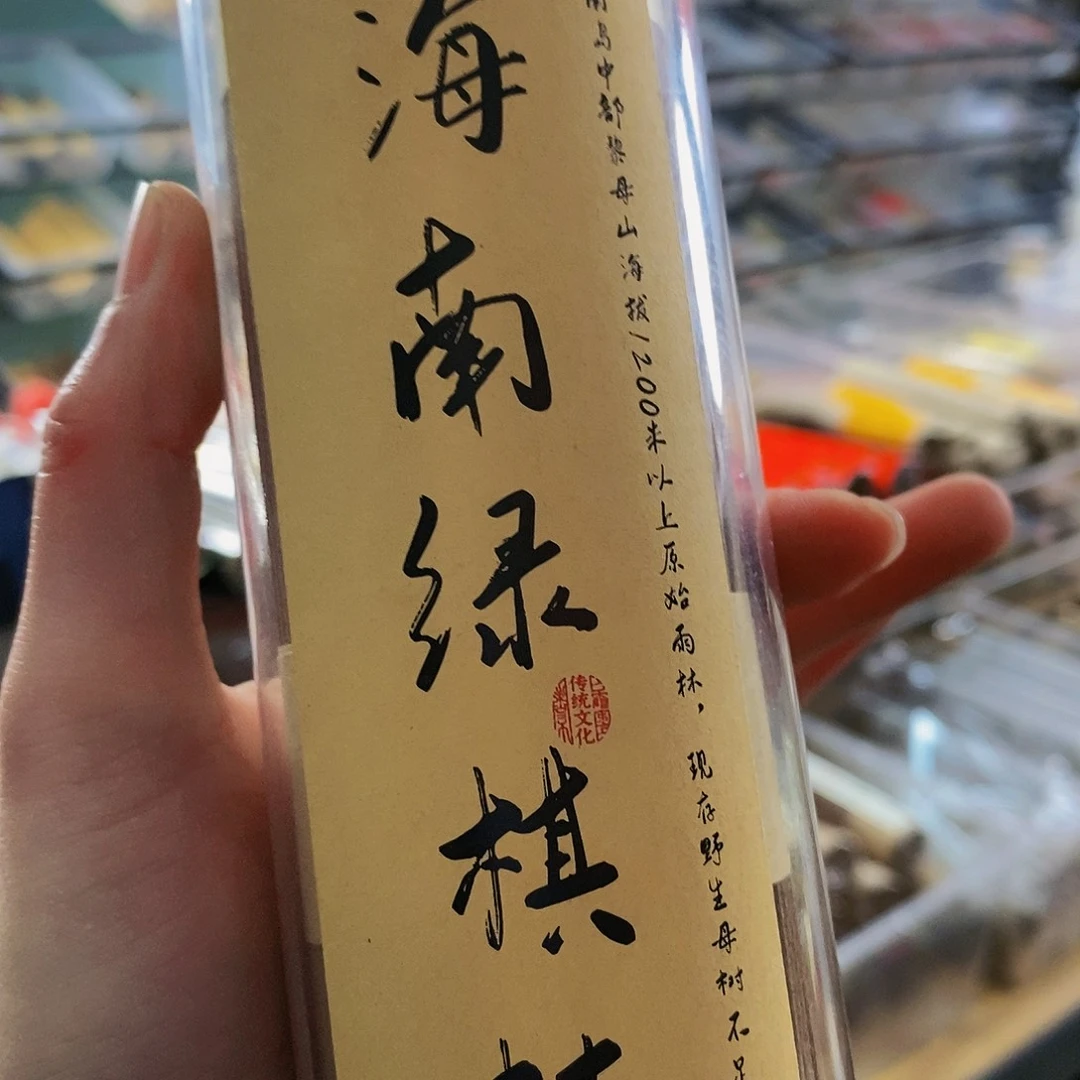 海南绿棋
南岛中部黎母山海拔1200米以上原始雨林，现存野生母树不足
传统文化